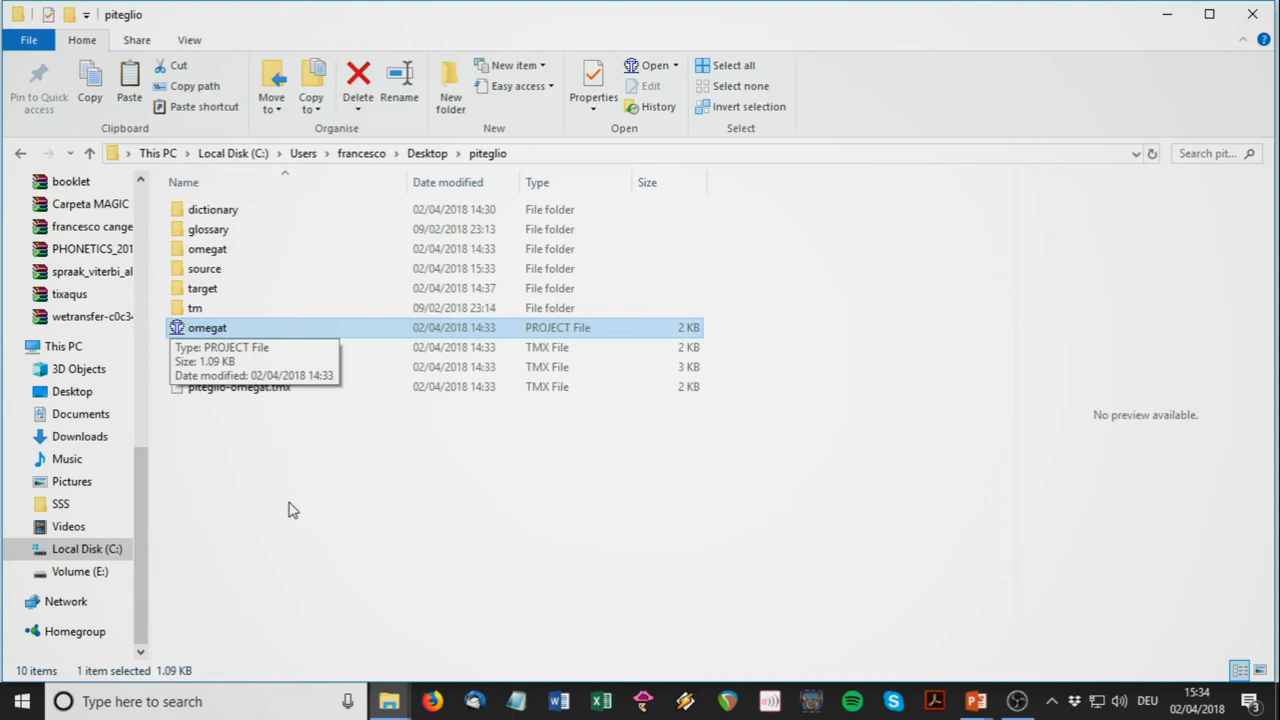 piteglio
File Home Share View
Pin to Quick access
Copy
Paste
Cut
Copy path
Paste shortcut
Clipboard
Move to
Copy to
Delete
Rename
Organise
New folder
New item
Easy access
New
Properties
Open
Edit
History
Open
Select all
Select none
Invert selection
Select
This PC Local Disk (C:) Users francesco Desktop piteglio
Search pit...
booklet
Carpeta MAGIC
francesco cange
PHONETICS_201
spraak_viterbi_al
tixaqus
wetransfer-c0c34
This PC
3D Objects
Desktop
Documents
Downloads
Music
Pictures
SSS
Videos
Local Disk (C:)
Volume (E:)
Network
Homegroup
Name Date modified Type Size
dictionary 02/04/2018 14:30 File folder
glossary 09/02/2018 23:13 File folder
omegat 02/04/2018 14:33 File folder
source 02/04/2018 15:33 File folder
target 02/04/2018 14:37 File folder
tm 09/02/2018 23:14 File folder
omegat 02/04/2018 14:33 PROJECT File 2 KB
02/04/2018 14:33 TMX File 2 KB
02/04/2018 14:33 TMX File 3 KB
piteglio-omegat.tmx 02/04/2018 14:33 TMX File 2 KB
Type: PROJECT File
Size: 1.09 KB
Date modified: 02/04/2018 14:33
No preview available.
10 items 1 item selected 1.09 KB
Type here to search
DEU
15:34
02/04/2018
3